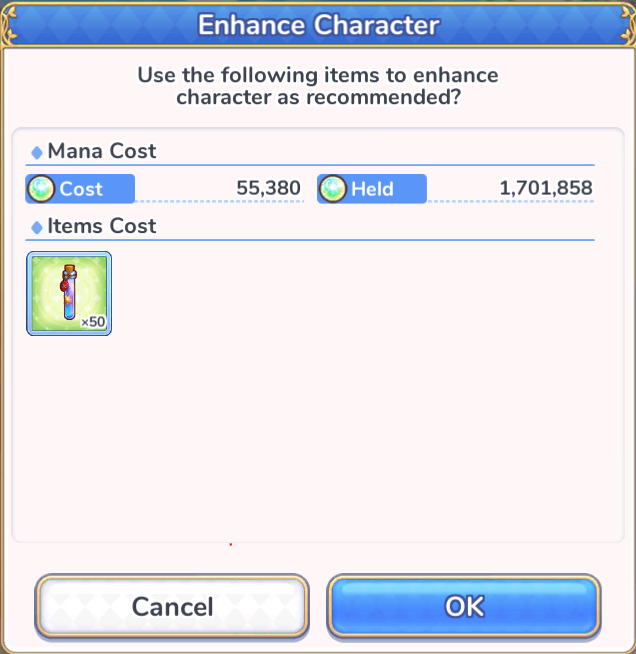 Enhance Character
Use the following items to enhance
character as recommended?
Mana Cost
Cost 55,380 Held 1,701,858
Items Cost
×50
Cancel OK